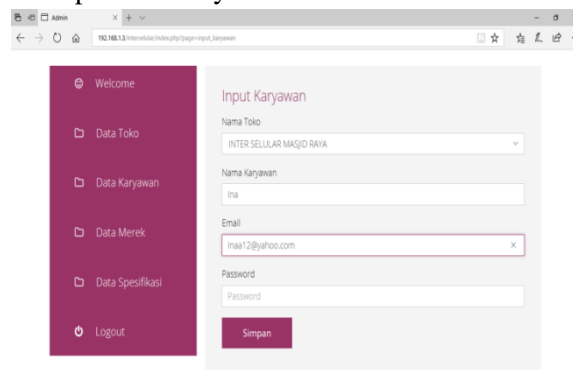 Admin
192.168.1.3/interselular/index.php?page=input_karyawan
Welcome
Data Toko
Data Karyawan
Data Merek
Data Spesifikasi
Logout
Input Karyawan
Nama Toko
INTER SELULAR MASJID RAYA
Nama Karyawan
Ina
Email
Inaa12@yahoo.com
Password
Password
Simpan